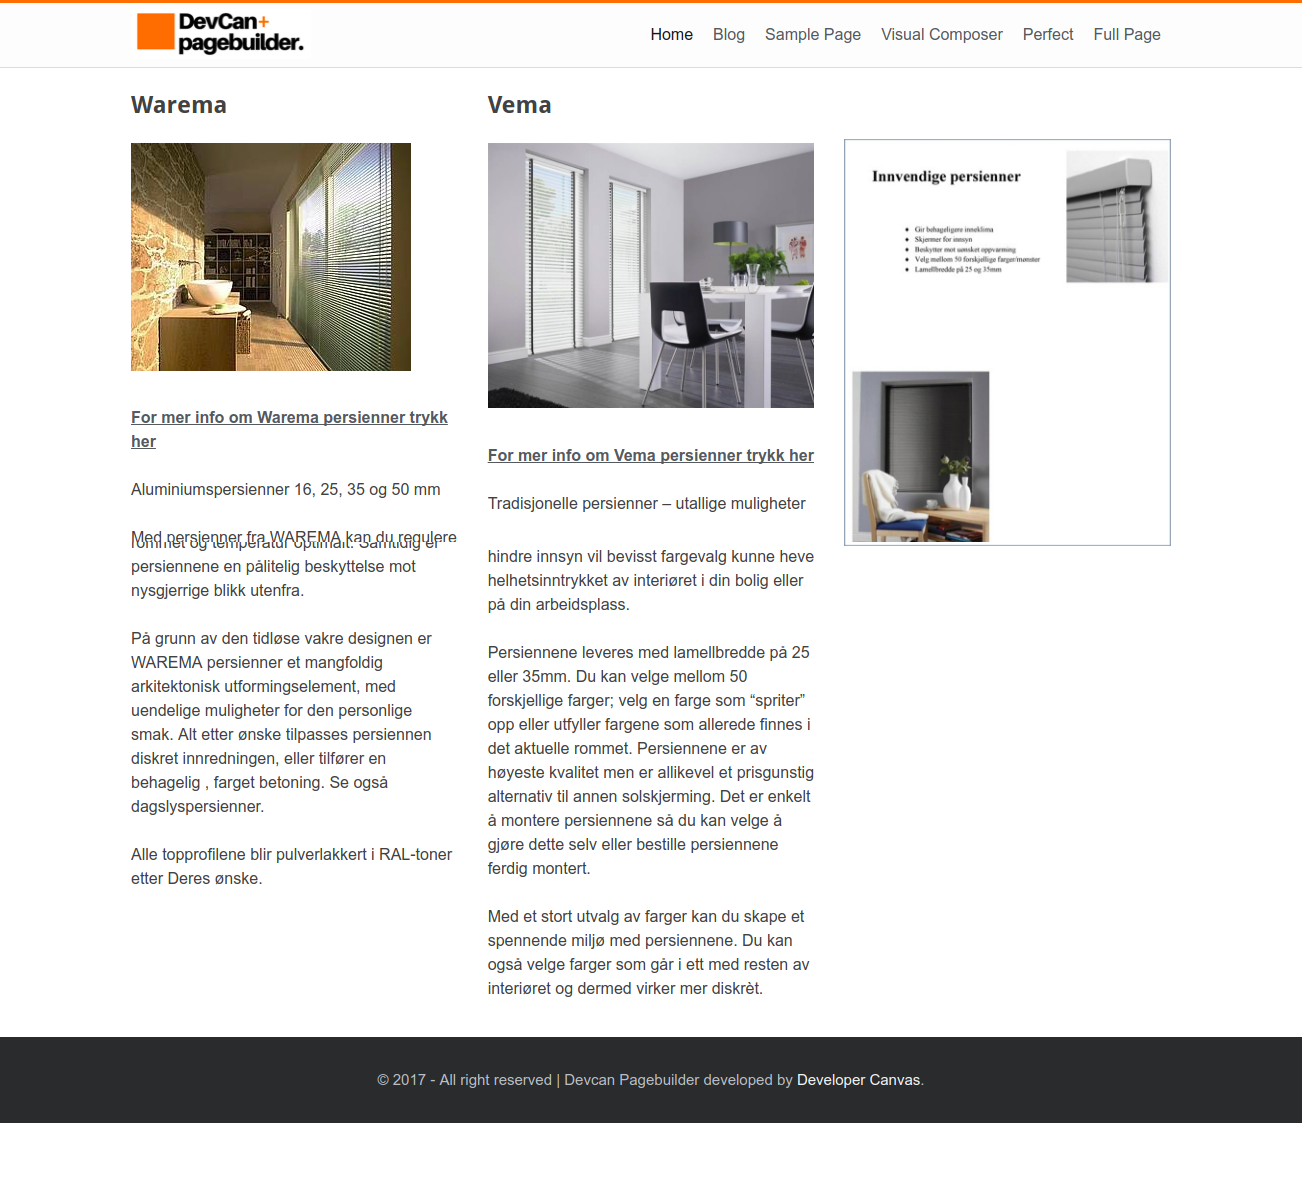 DevCan+
pagebuilder.
Home Blog Sample Page Visual Composer Perfect Full Page
Warema
For mer info om Warema persienner trykk
her
Aluminiumspersienner 16, 25, 35 og 50 mm
Med persienner fra WAREMA kan du regulere
rommet og temperatur optimalt. Samtidig er
persiennene en pålitelig beskyttelse mot
nysgjerrige blikk utenfra.
På grunn av den tidløse vakre designen er
WAREMA persienner et mangfoldig
arkitektonisk utformingselement, med
uendelige muligheter for den personlige
smak. Alt etter ønske tilpasses persiennen
diskret innredningen, eller tilfører en
behagelig , farget betoning. Se også
dagslyspersienner.
Alle topprofilene blir pulverlakkert i RAL-toner
etter Deres ønske.
Vema
For mer info om Vema persienner trykk her
Tradisjonelle persienner – utallige muligheter
hindre innsyn vil bevisst fargevalg kunne heve
helhetsinntrykket av interiøret i din bolig eller
på din arbeidsplass.
Persiennene leveres med lamellbredde på 25
eller 35mm. Du kan velge mellom 50
forskjellige farger; velg en farge som “spriter”
opp eller utfyller fargene som allerede finnes i
det aktuelle rommet. Persiennene er av
høyeste kvalitet men er allikevel et prisgunstig
alternativ til annen solskjerming. Det er enkelt
å montere persiennene så du kan velge å
gjøre dette selv eller bestille persiennene
ferdig montert.
Med et stort utvalg av farger kan du skape et
spennende miljø med persiennene. Du kan
også velge farger som går i ett med resten av
interiøret og dermed virker mer diskrèt.
Innvendige persienner
Gir behageligere inneklima
Skjermer for innsyn
Beskytter mot uønsket oppvarming
Velg mellom 50 forskjellige farger/mønster
Lamellbredde på 25 og 35mm
© 2017 - All right reserved | Devcan Pagebuilder developed by Developer Canvas.